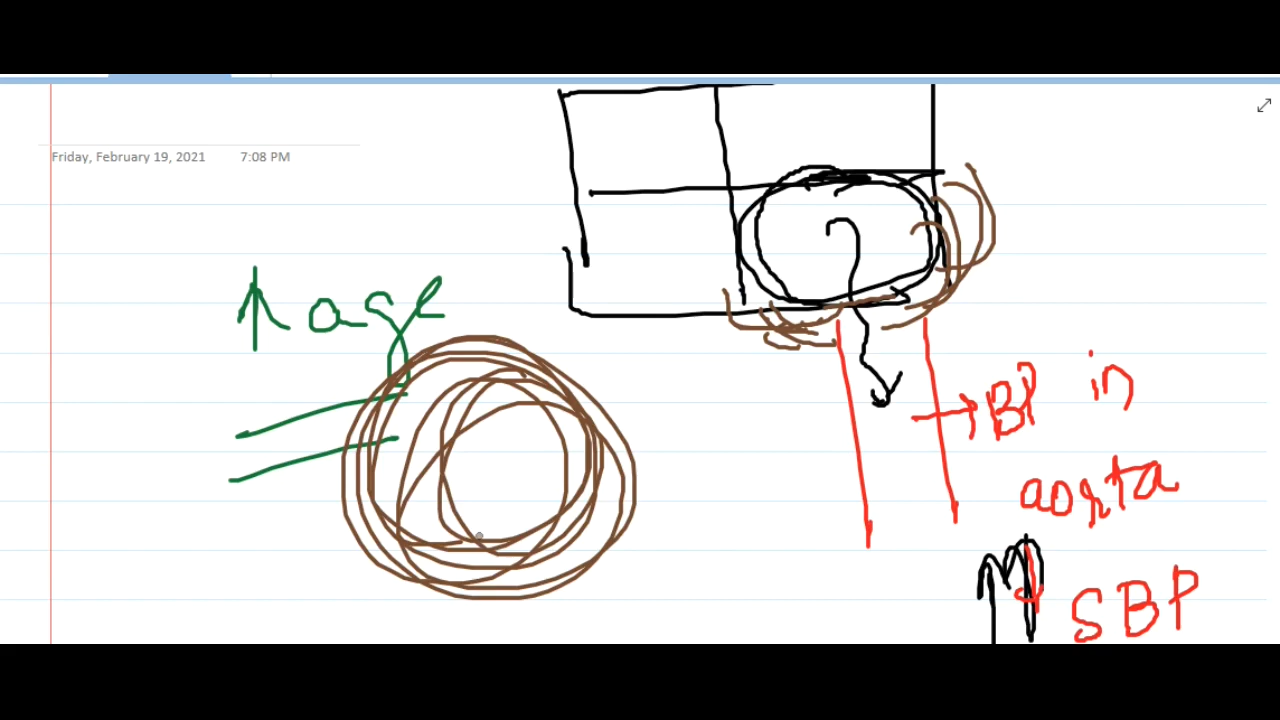 Friday, February 19, 2021 7:08 PM
↑ age
→ BP in
aorta
↑ SBP